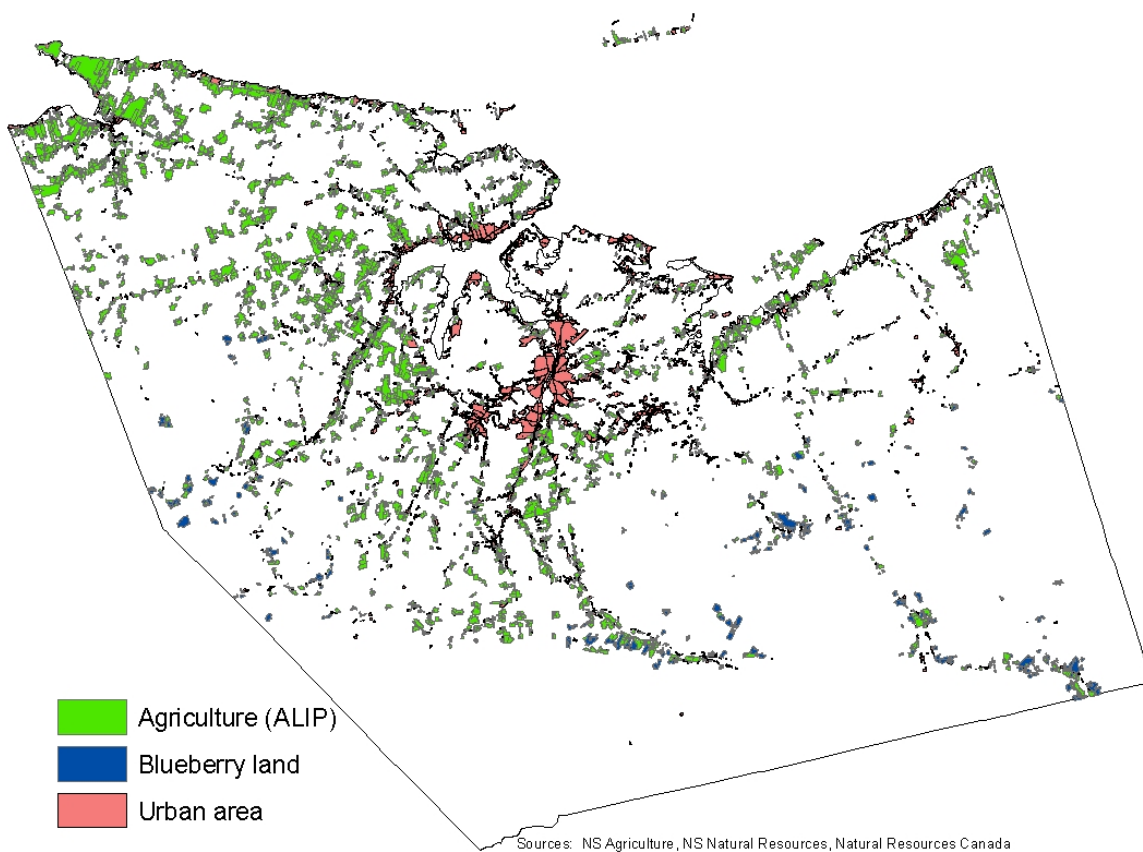 Agriculture (ALIP)
Blueberry land
Urban area
Sources: NS Agriculture, NS Natural Resources, Natural Resources Canada